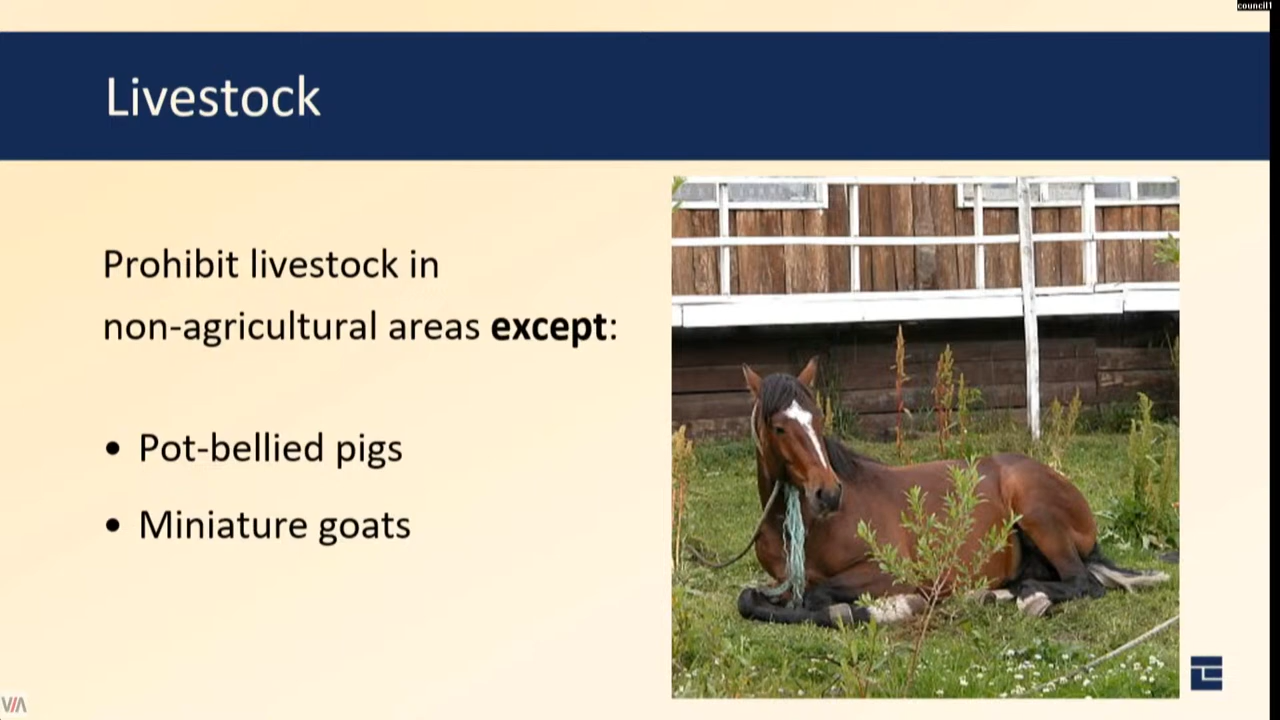 council1
Livestock
Prohibit livestock in
non-agricultural areas except:
• Pot-bellied pigs
• Miniature goats
VIA